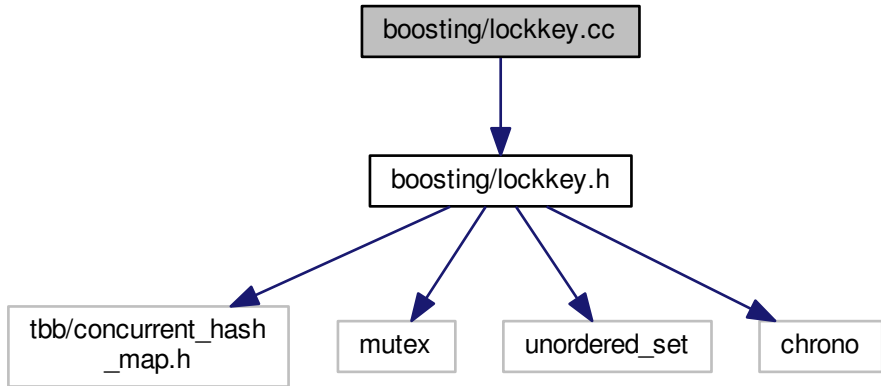 boosting/lockkey.cc
boosting/lockkey.h
tbb/concurrent_hash
_map.h
mutex
unordered_set
chrono